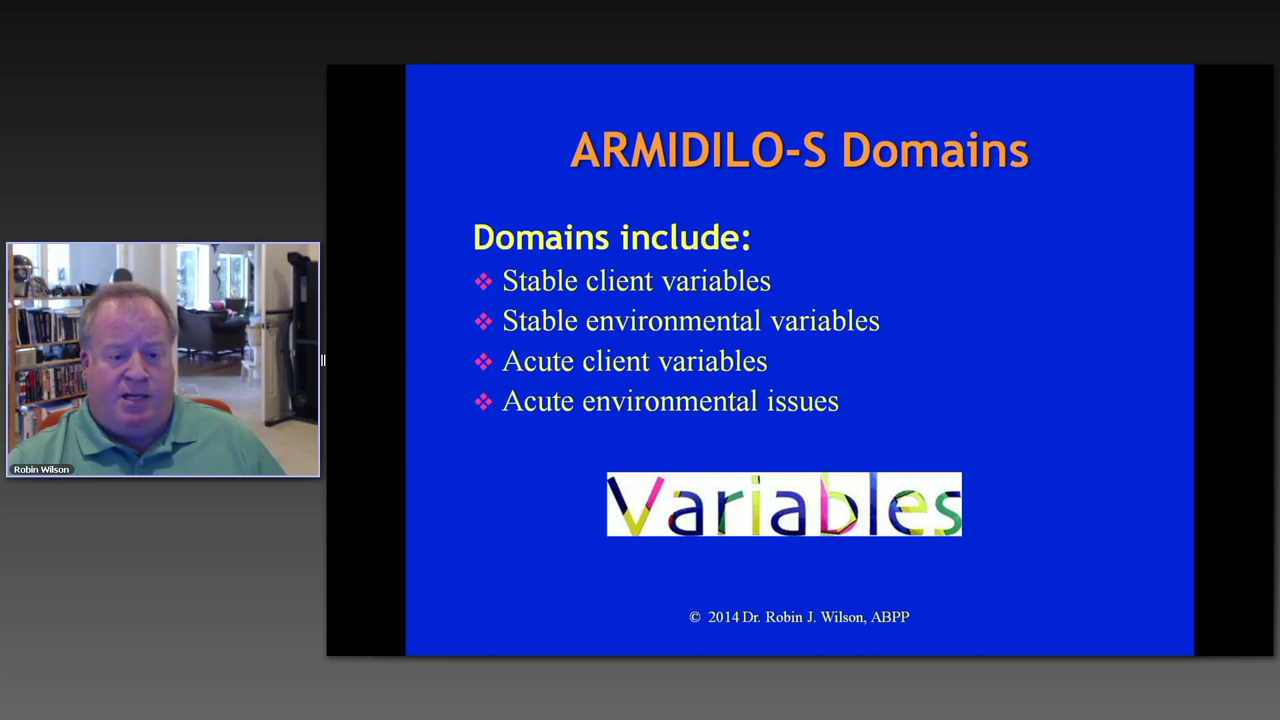 ARMIDILO-S Domains
Domains include:
Stable client variables
Stable environmental variables
Acute client variables
Acute environmental issues
Variables
© 2014 Dr. Robin J. Wilson, ABPP
Robin Wilson